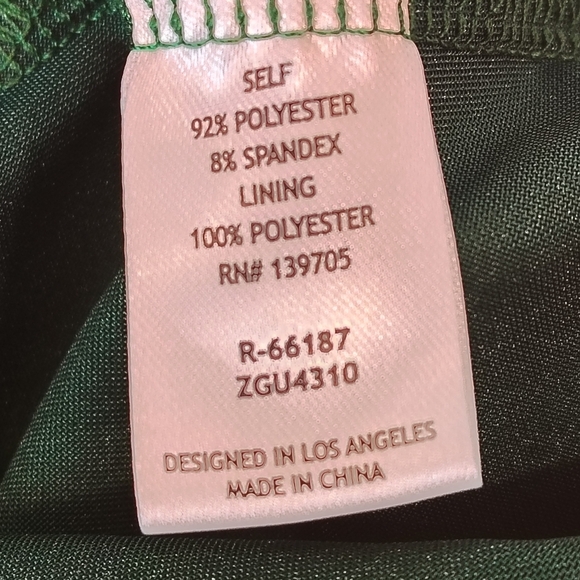 SELF
92% POLYESTER
8% SPANDEX
LINING
100% POLYESTER
RN# 139705
R-66187
ZGU4310
DESIGNED IN LOS ANGELES
MADE IN CHINA